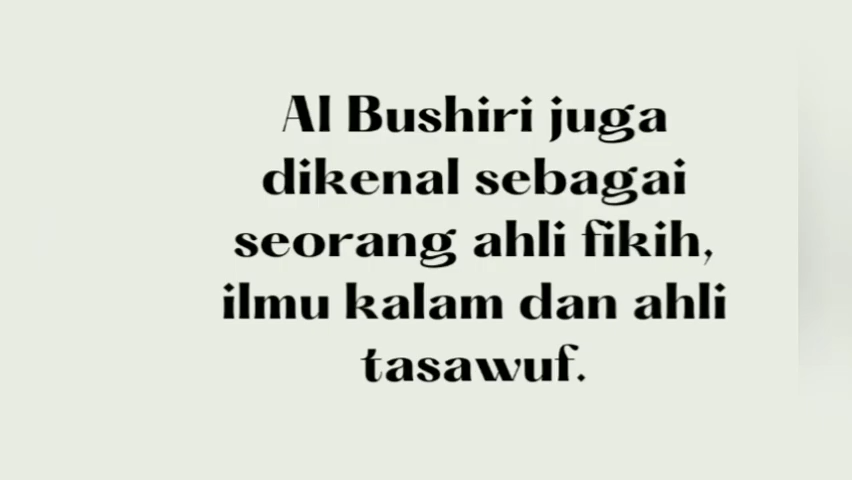 Al Bushiri juga
dikenal sebagai
seorang ahli fikih,
ilmu kalam dan ahli
tasawuf.